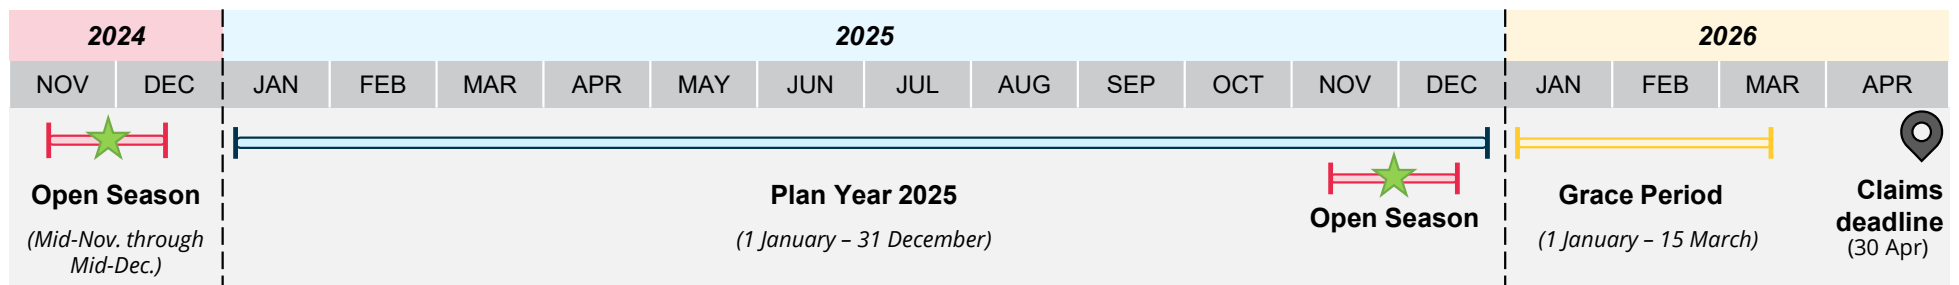 2024 2025 2026
NOV DEC JAN FEB MAR APR MAY JUN JUL AUG SEP OCT NOV DEC JAN FEB MAR APR
Open Season
(Mid-Nov. through
Mid-Dec.)
Plan Year 2025
(1 January – 31 December)
Open Season
Grace Period
(1 January – 15 March)
Claims
deadline
(30 Apr)